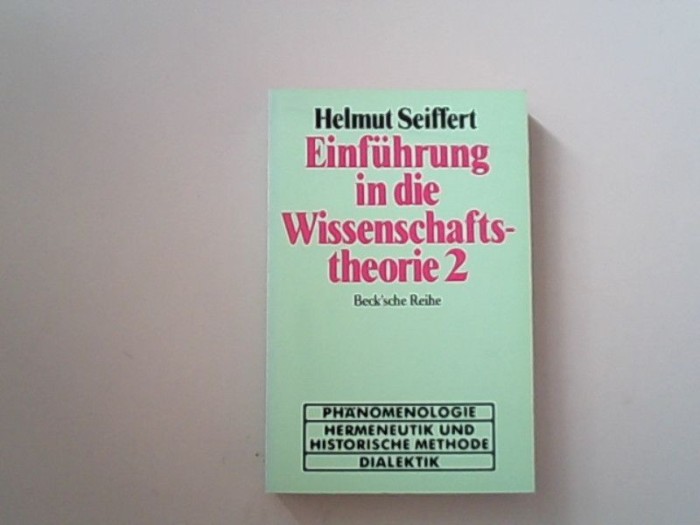 Helmut Seiffert
Einführung
in die
Wissenschafts-
theorie 2
Beck'sche Reihe
PHÄNOMENOLOGIE
HERMENEUTIK UND
HISTORISCHE METHODE
DIALEKTIK